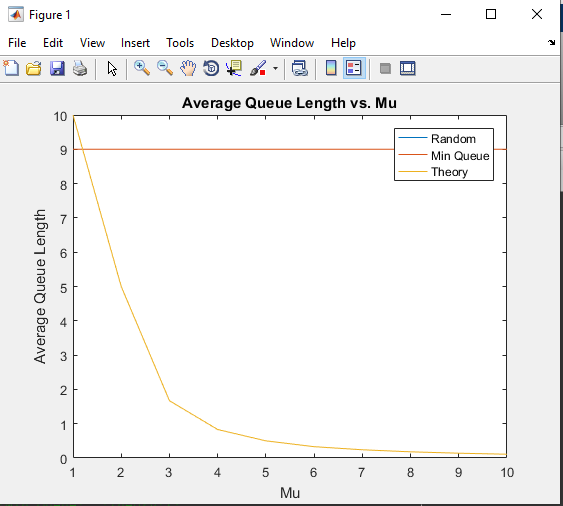 Figure 1
File Edit View Insert Tools Desktop Window Help
Average Queue Length vs. Mu
Random
Min Queue
Theory
10
9
8
7
6
5
4
3
2
1
0
Average Queue Length
1 2 3 4 5 6 7 8 9 10
Mu